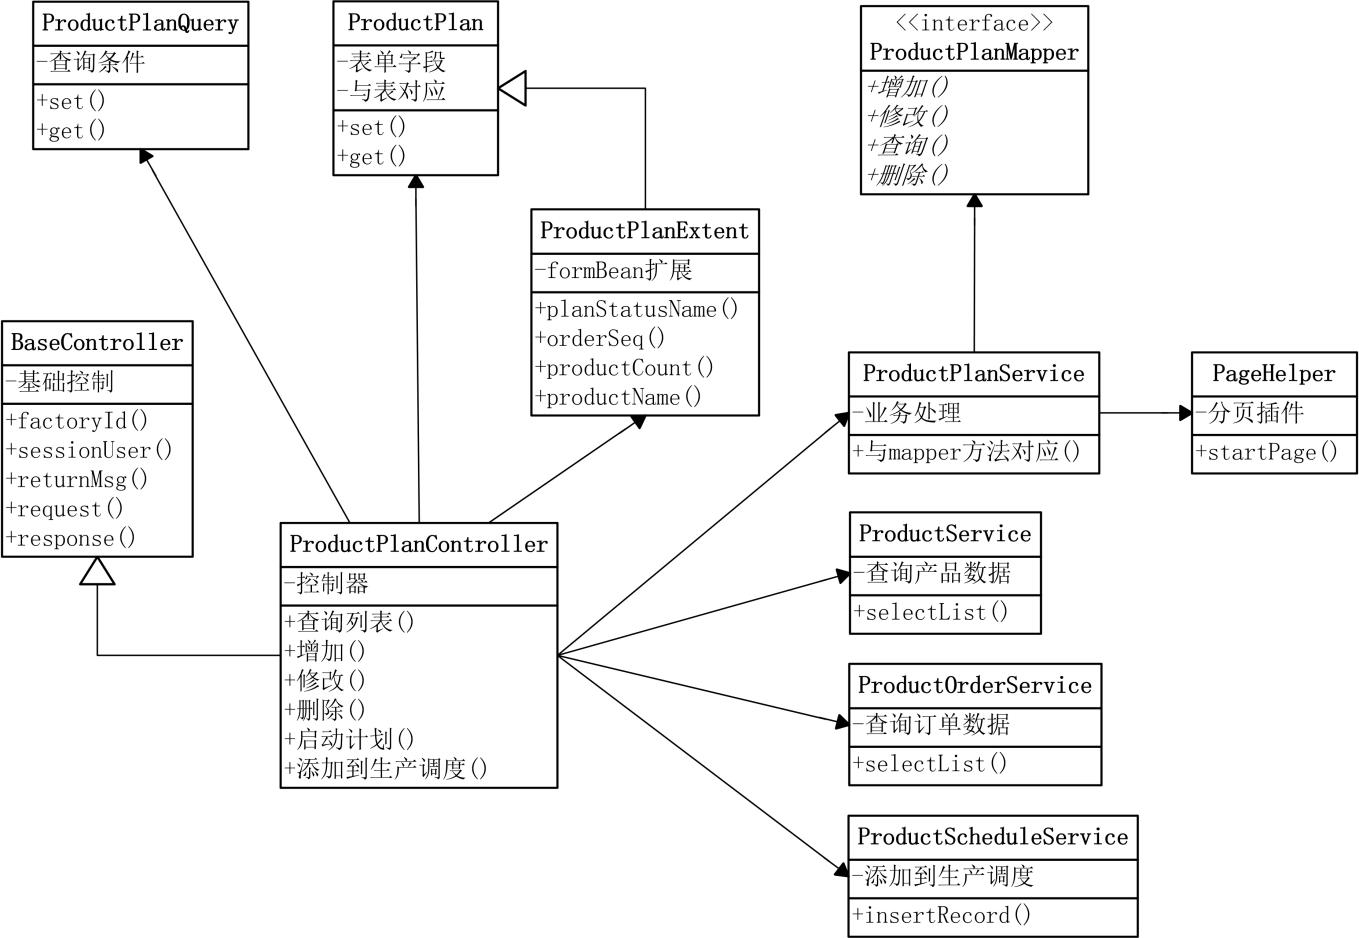 ProductPlanQuery
-查询条件
+set()
+get()
ProductPlan
-表单字段
-与表对应
+set()
+get()
<<interface>>
ProductPlanMapper
+增加()
+修改()
+查询()
+删除()
ProductPlanExtent
-formBean扩展
+planStatusName()
+orderSeq()
+productCount()
+productName()
BaseController
-基础控制
+factoryId()
+sessionUser()
+returnMsg()
+request()
+response()
ProductPlanService
-业务处理
+与mapper方法对应()
PageHelper
-分页插件
+startPage()
ProductPlanController
-控制器
+查询列表()
+增加()
+修改()
+删除()
+启动计划()
+添加到生产调度()
ProductService
-查询产品数据
+selectList()
ProductOrderService
-查询订单数据
+selectList()
ProductScheduleService
-添加到生产调度
+insertRecord()